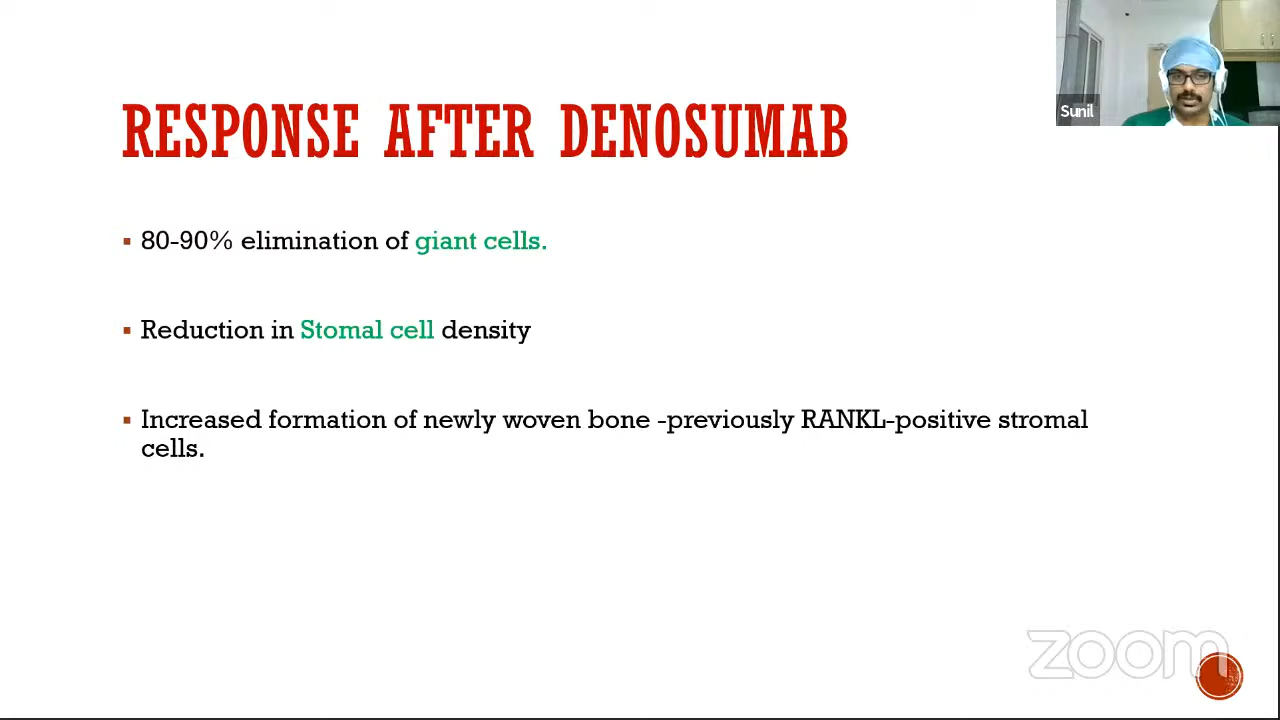 Sunil
RESPONSE AFTER DENOSUMAB
▪ 80-90% elimination of giant cells.
▪ Reduction in Stomal cell density
▪ Increased formation of newly woven bone -previously RANKL-positive stromal
cells.
zoom